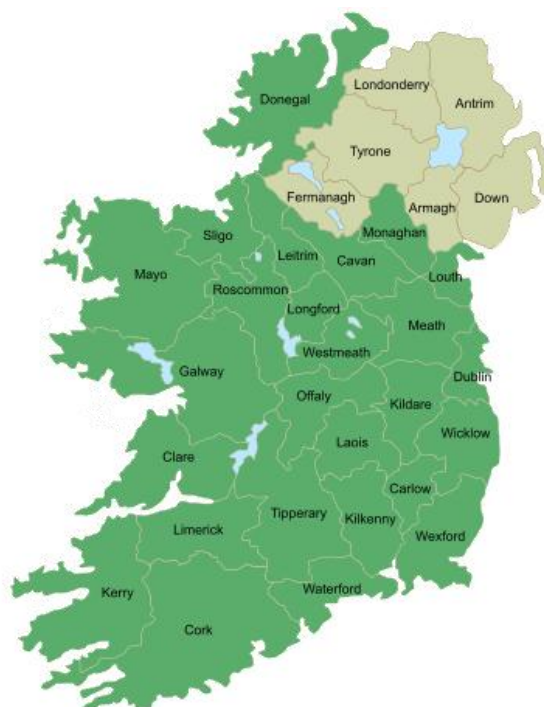 Londonderry
Antrim
Donegal
Tyrone
Fermanagh
Armagh
Down
Monaghan
Sligo
Leitrim
Cavan
Louth
Mayo
Roscommon
Longford
Meath
Westmeath
Galway
Dublin
Offaly
Kildare
Wicklow
Laois
Clare
Carlow
Tipperary
Kilkenny
Limerick
Wexford
Waterford
Kerry
Cork